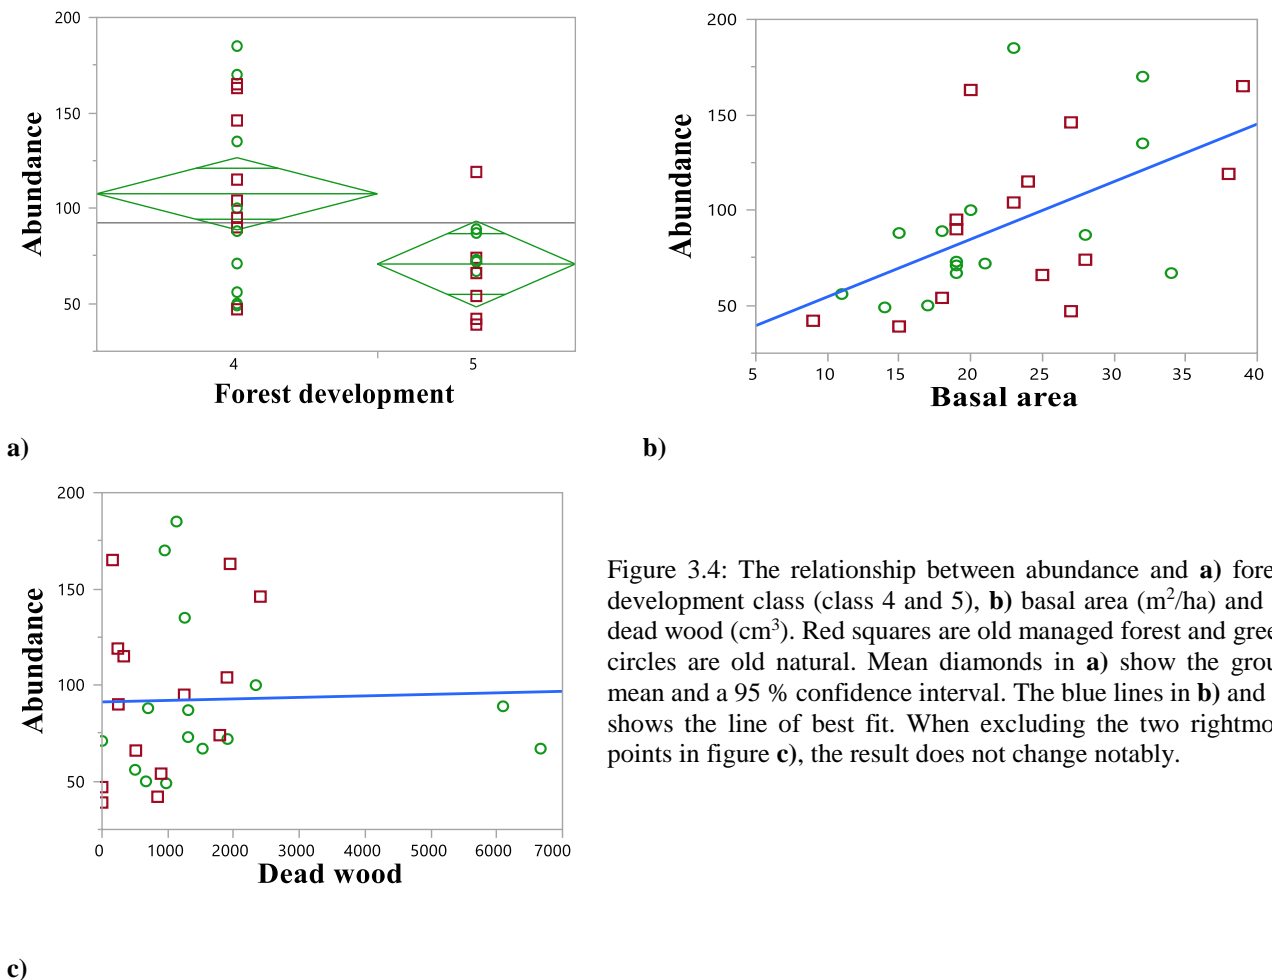 200
150
100
50
Abundance
4
5
Forest development
a)
200
150
100
50
Abundance
5
10
15
20
25
30
35
40
Basal area
b)
200
150
100
50
Abundance
0
1000
2000
3000
4000
5000
6000
7000
Dead wood
c)
Figure 3.4: The relationship between abundance and a) fore
development class (class 4 and 5), b) basal area (m²/ha) and
dead wood (cm³). Red squares are old managed forest and gree
circles are old natural. Mean diamonds in a) show the grou
mean and a 95 % confidence interval. The blue lines in b) and
shows the line of best fit. When excluding the two rightmo
points in figure c), the result does not change notably.